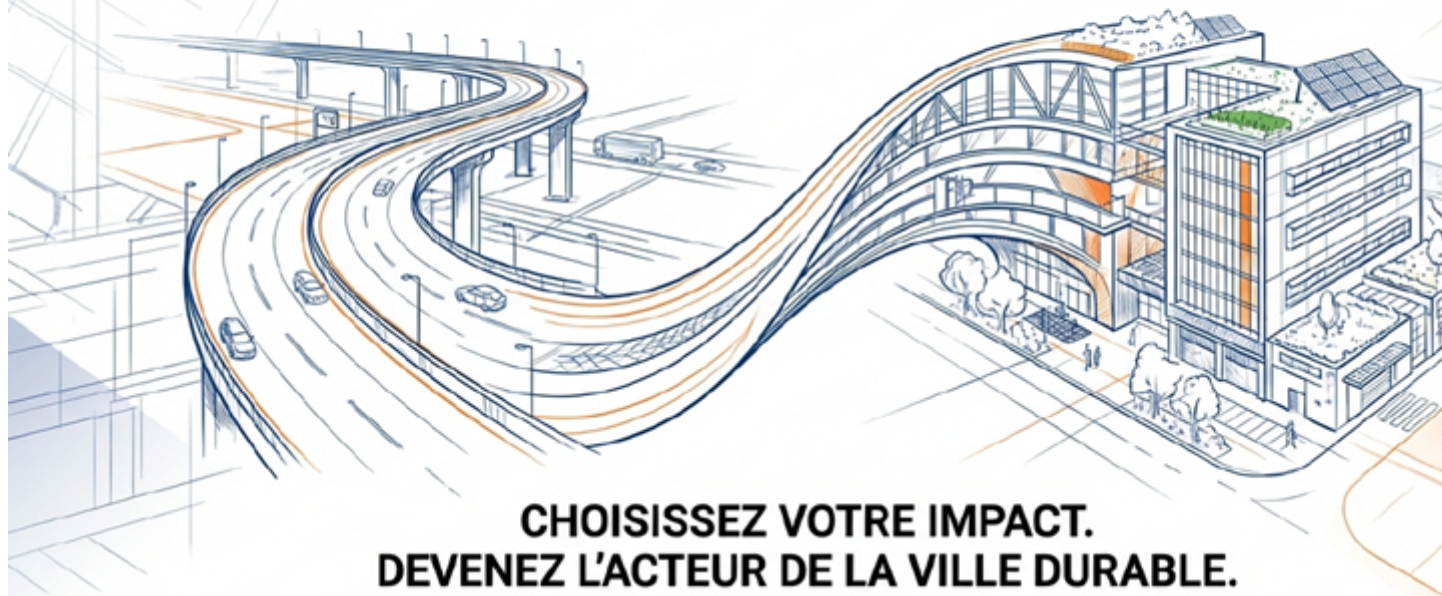 CHOISISSEZ VOTRE IMPACT.
DEVENEZ L'ACTEUR DE LA VILLE DURABLE.